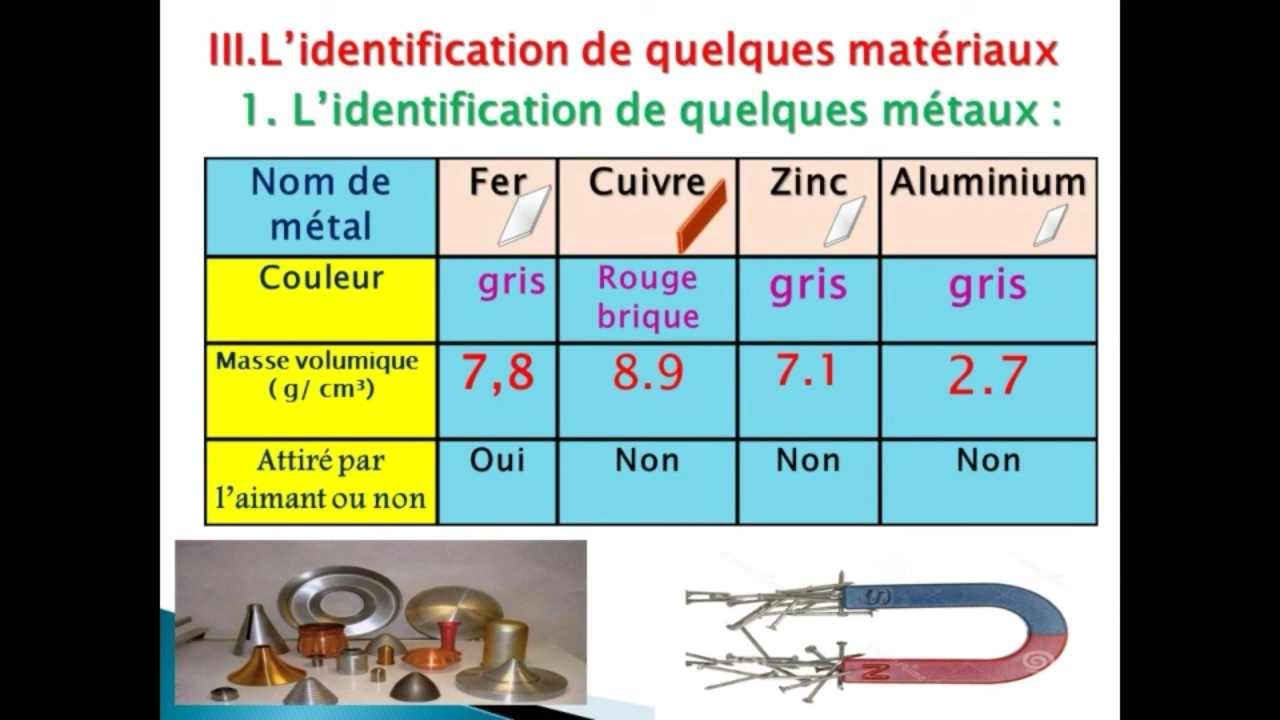 III.L’identification de quelques matériaux
1. L’identification de quelques métaux :
Nom de métal Fer Cuivre Zinc Aluminium
Couleur gris Rouge brique gris gris
Masse volumique ( g/ cm³) 7,8 8.9 7.1 2.7
Attiré par l’aimant ou non Oui Non Non Non
S
N